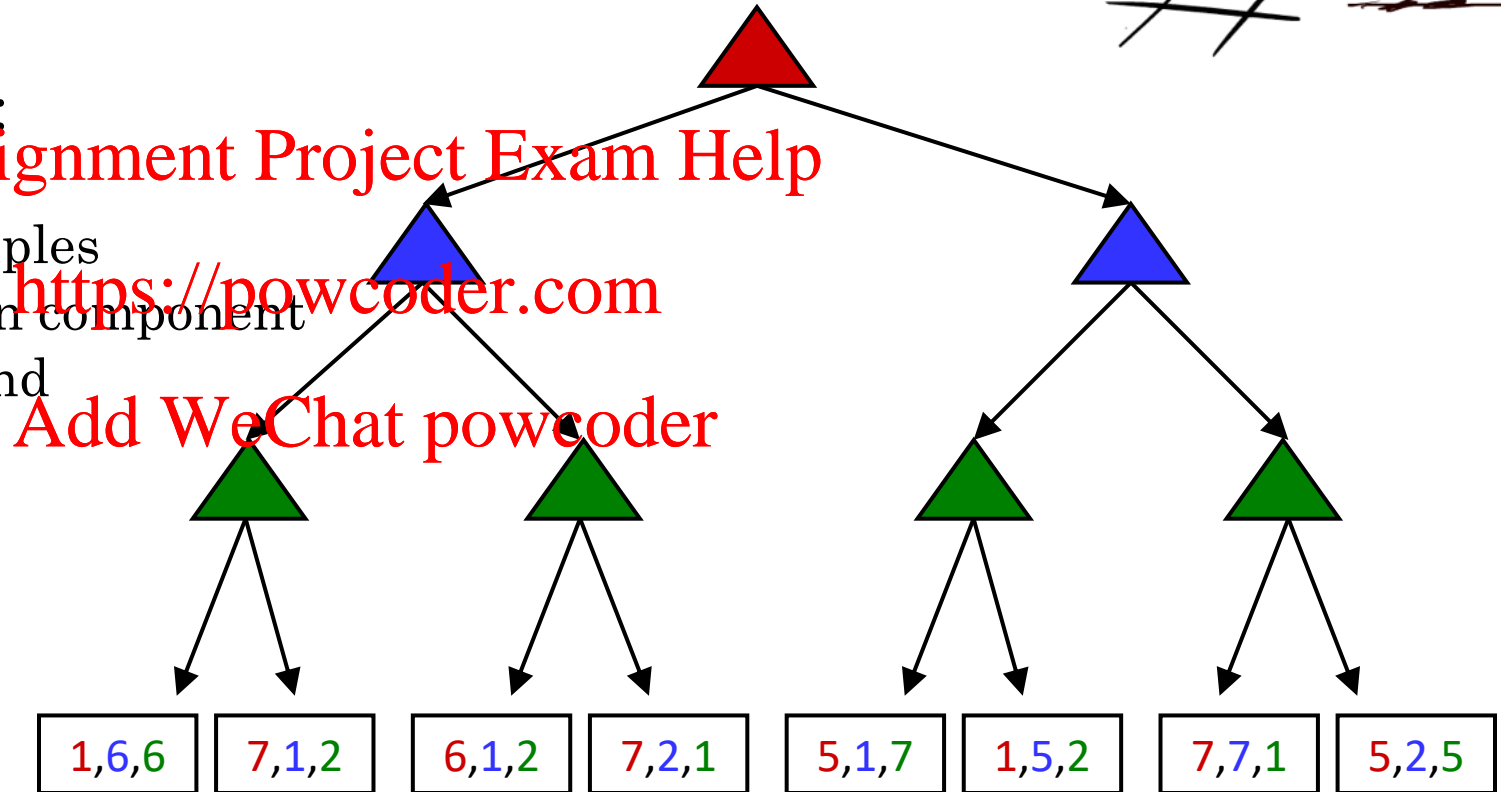 :
ignment Project Exam Help
ples
https://powcoder.com
n component
nd
Add WeChat powcoder
1,6,6 7,1,2 6,1,2 7,2,1 5,1,7 1,5,2 7,7,1 5,2,5